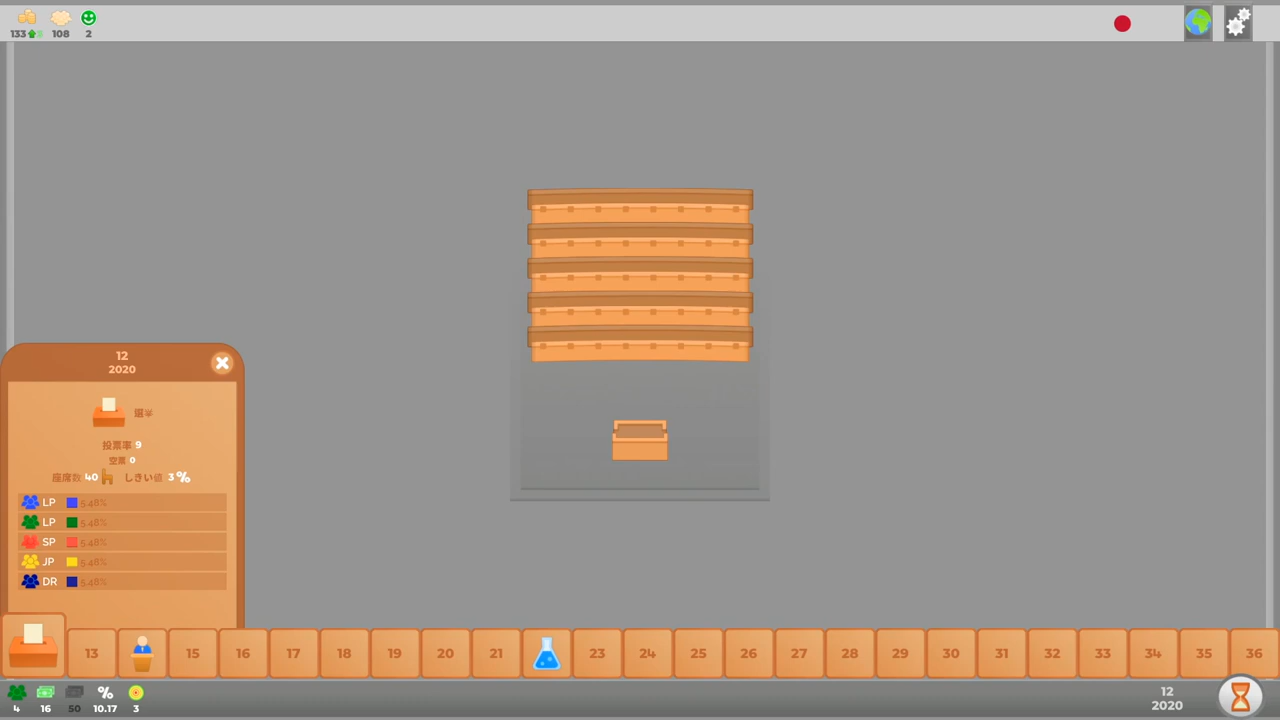 133 5 108 2
12
2020
選举
投票率 9
空票 0
座席数 40 しきい値 3 %
LP 5.48%
LP 5.48%
SP 5.48%
JP 5.48%
DR 5.48%
13 15 16 17 18 19 20 21 23 24 25 26 27 28 29 30 31 32 33 34 35 36
%
4 16 50 10.17 3
12
2020